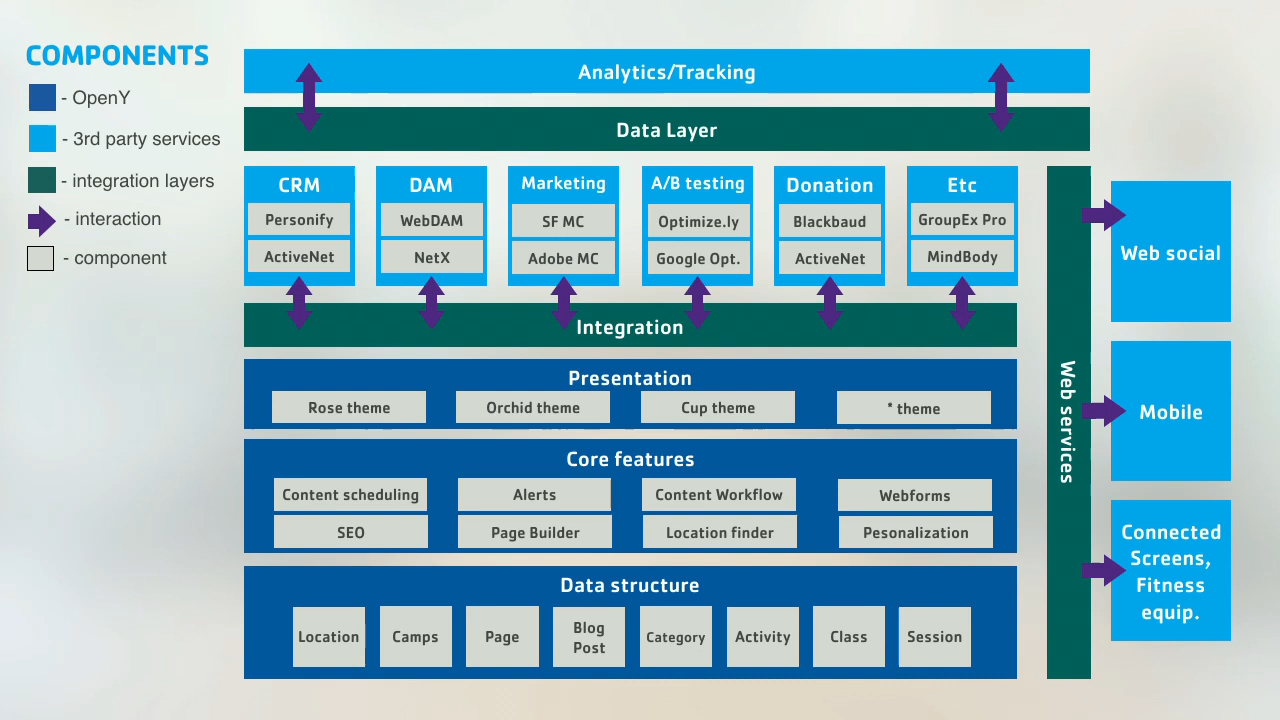 COMPONENTS
- OpenY
- 3rd party services
- integration layers
- interaction
- component
Analytics/Tracking
Data Layer
CRM
Personify
ActiveNet
DAM
WebDAM
NetX
Marketing
SF MC
Adobe MC
A/B testing
Optimize.ly
Google Opt.
Donation
Blackbaud
ActiveNet
Etc
GroupEx Pro
MindBody
Integration
Presentation
Rose theme
Orchid theme
Cup theme
* theme
Core features
Content scheduling
Alerts
Content Workflow
Webforms
SEO
Page Builder
Location finder
Pesonalization
Data structure
Location
Camps
Page
Blog
Post
Category
Activity
Class
Session
Web services
Web social
Mobile
Connected
Screens,
Fitness
equip.